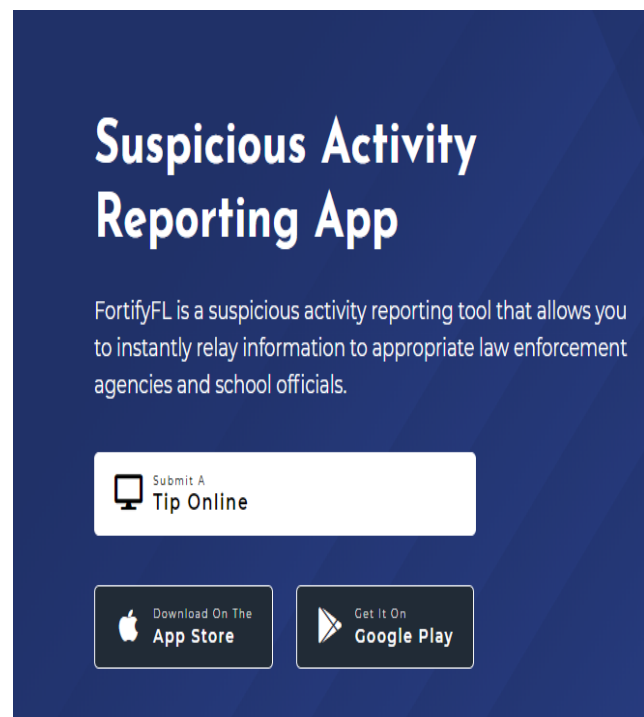 Suspicious Activity
Reporting App
FortifyFL is a suspicious activity reporting tool that allows you
to instantly relay information to appropriate law enforcement
agencies and school officials.
Submit A
Tip Online
Download On The
App Store
Get It On
Google Play